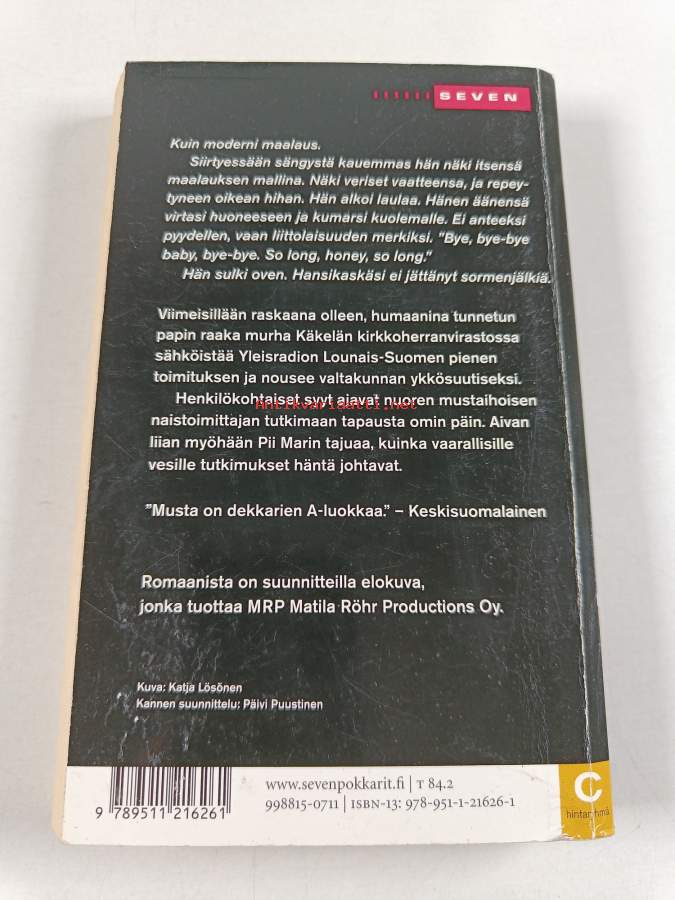 SEVEN
Kuin moderni maalaus.
Siirtyessään sängystä kauemmas hän näki itsensä
maalauksen mallina. Näki veriset vaatteensa, ja repey-
tyneen oikean hihan. Hän alkoi laulaa. Hänen äänensä
virtasi huoneeseen ja kumarsi kuolemalle. Ei anteeksi
pyydellen, vaan liittolaisuuden merkiksi. "Bye, bye-bye
baby, bye-bye. So long, honey, so long."
Hän sulki oven. Hansikaskäsi ei jättänyt sormenjälkiä.
Viimeisillään raskaana olleen, humaanina tunnetun
papin raaka murha Käkelän kirkkoherranvirastossa
sähköistää Yleisradion Lounais-Suomen pienen
toimituksen ja nousee valtakunnan ykkösuutiseksi.
Henkilökohtaiset syyt ajavat nuoren mustaihoisen
Antikvariaatti.net
naistoimittajan tutkimaan tapausta omin päin. Aivan
liian myöhään Pii Marin tajuaa, kuinka vaarallisille
vesille tutkimukset häntä johtavat.
"Musta on dekkarien A-luokkaa." – Keskisuomalainen
Romaanista on suunnitteilla elokuva,
jonka tuottaa MRP Matila Röhr Productions Oy.
Kuva: Katja Lösönen
Kannen suunnittelu: Päivi Puustinen
www.sevenpokkarit.fi | T 84.2
998815-0711 | ISBN-13: 978-951-1-21626-1
9 789511 216261
C
hintaryhmä